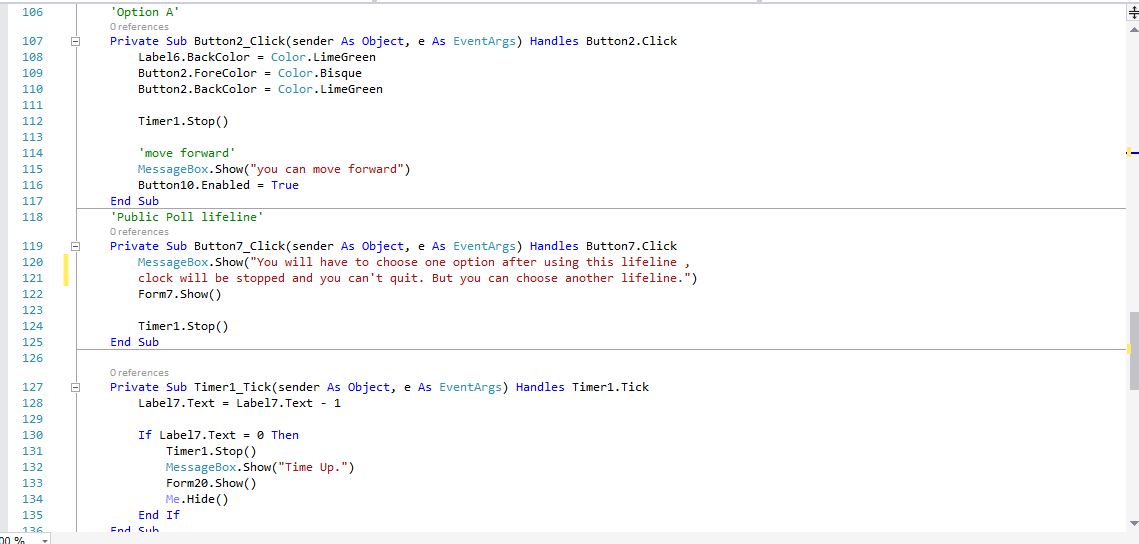 106 'Option A'
0 references
107 Private Sub Button2_Click(sender As Object, e As EventArgs) Handles Button2.Click
108 Label6.BackColor = Color.LimeGreen
109 Button2.ForeColor = Color.Bisque
110 Button2.BackColor = Color.LimeGreen
111
112 Timer1.Stop()
113
114 'move forward'
115 MessageBox.Show("you can move forward")
116 Button10.Enabled = True
117 End Sub
118 'Public Poll lifeline'
0 references
119 Private Sub Button7_Click(sender As Object, e As EventArgs) Handles Button7.Click
120 MessageBox.Show("You will have to choose one option after using this lifeline ,
121 clock will be stopped and you can't quit. But you can choose another lifeline.")
122 Form7.Show()
123
124 Timer1.Stop()
125 End Sub
126
0 references
127 Private Sub Timer1_Tick(sender As Object, e As EventArgs) Handles Timer1.Tick
128 Label7.Text = Label7.Text - 1
129
130 If Label7.Text = 0 Then
131 Timer1.Stop()
132 MessageBox.Show("Time Up.")
133 Form20.Show()
134 Me.Hide()
135 End If
136 End Sub
00 %